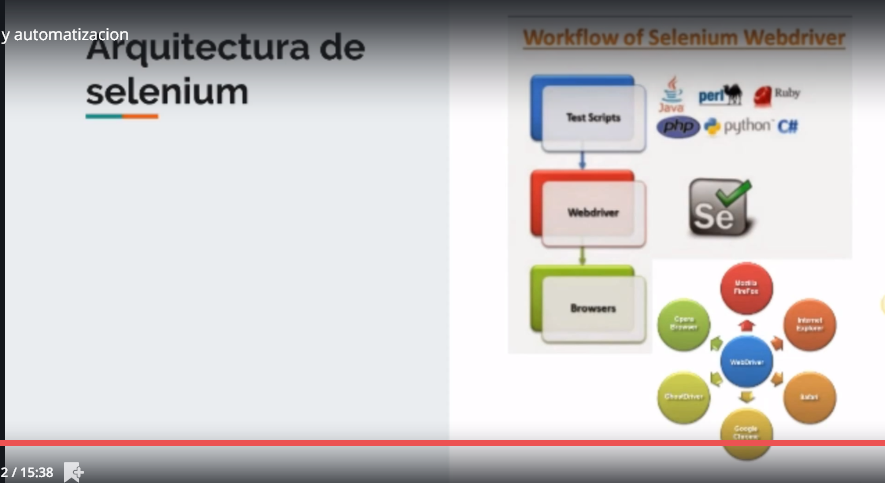 y automatizacion
Arquitectura de
selenium
Workflow of Selenium Webdriver
Test Scripts
Java
perl
Ruby
php
python
C#
Webdriver
Se
Browsers
Mozilla
FireFox
Opera
Browser
Internet
Explorer
WebDriver
GhostDriver
Safari
Google
Chrome
2 / 15:38